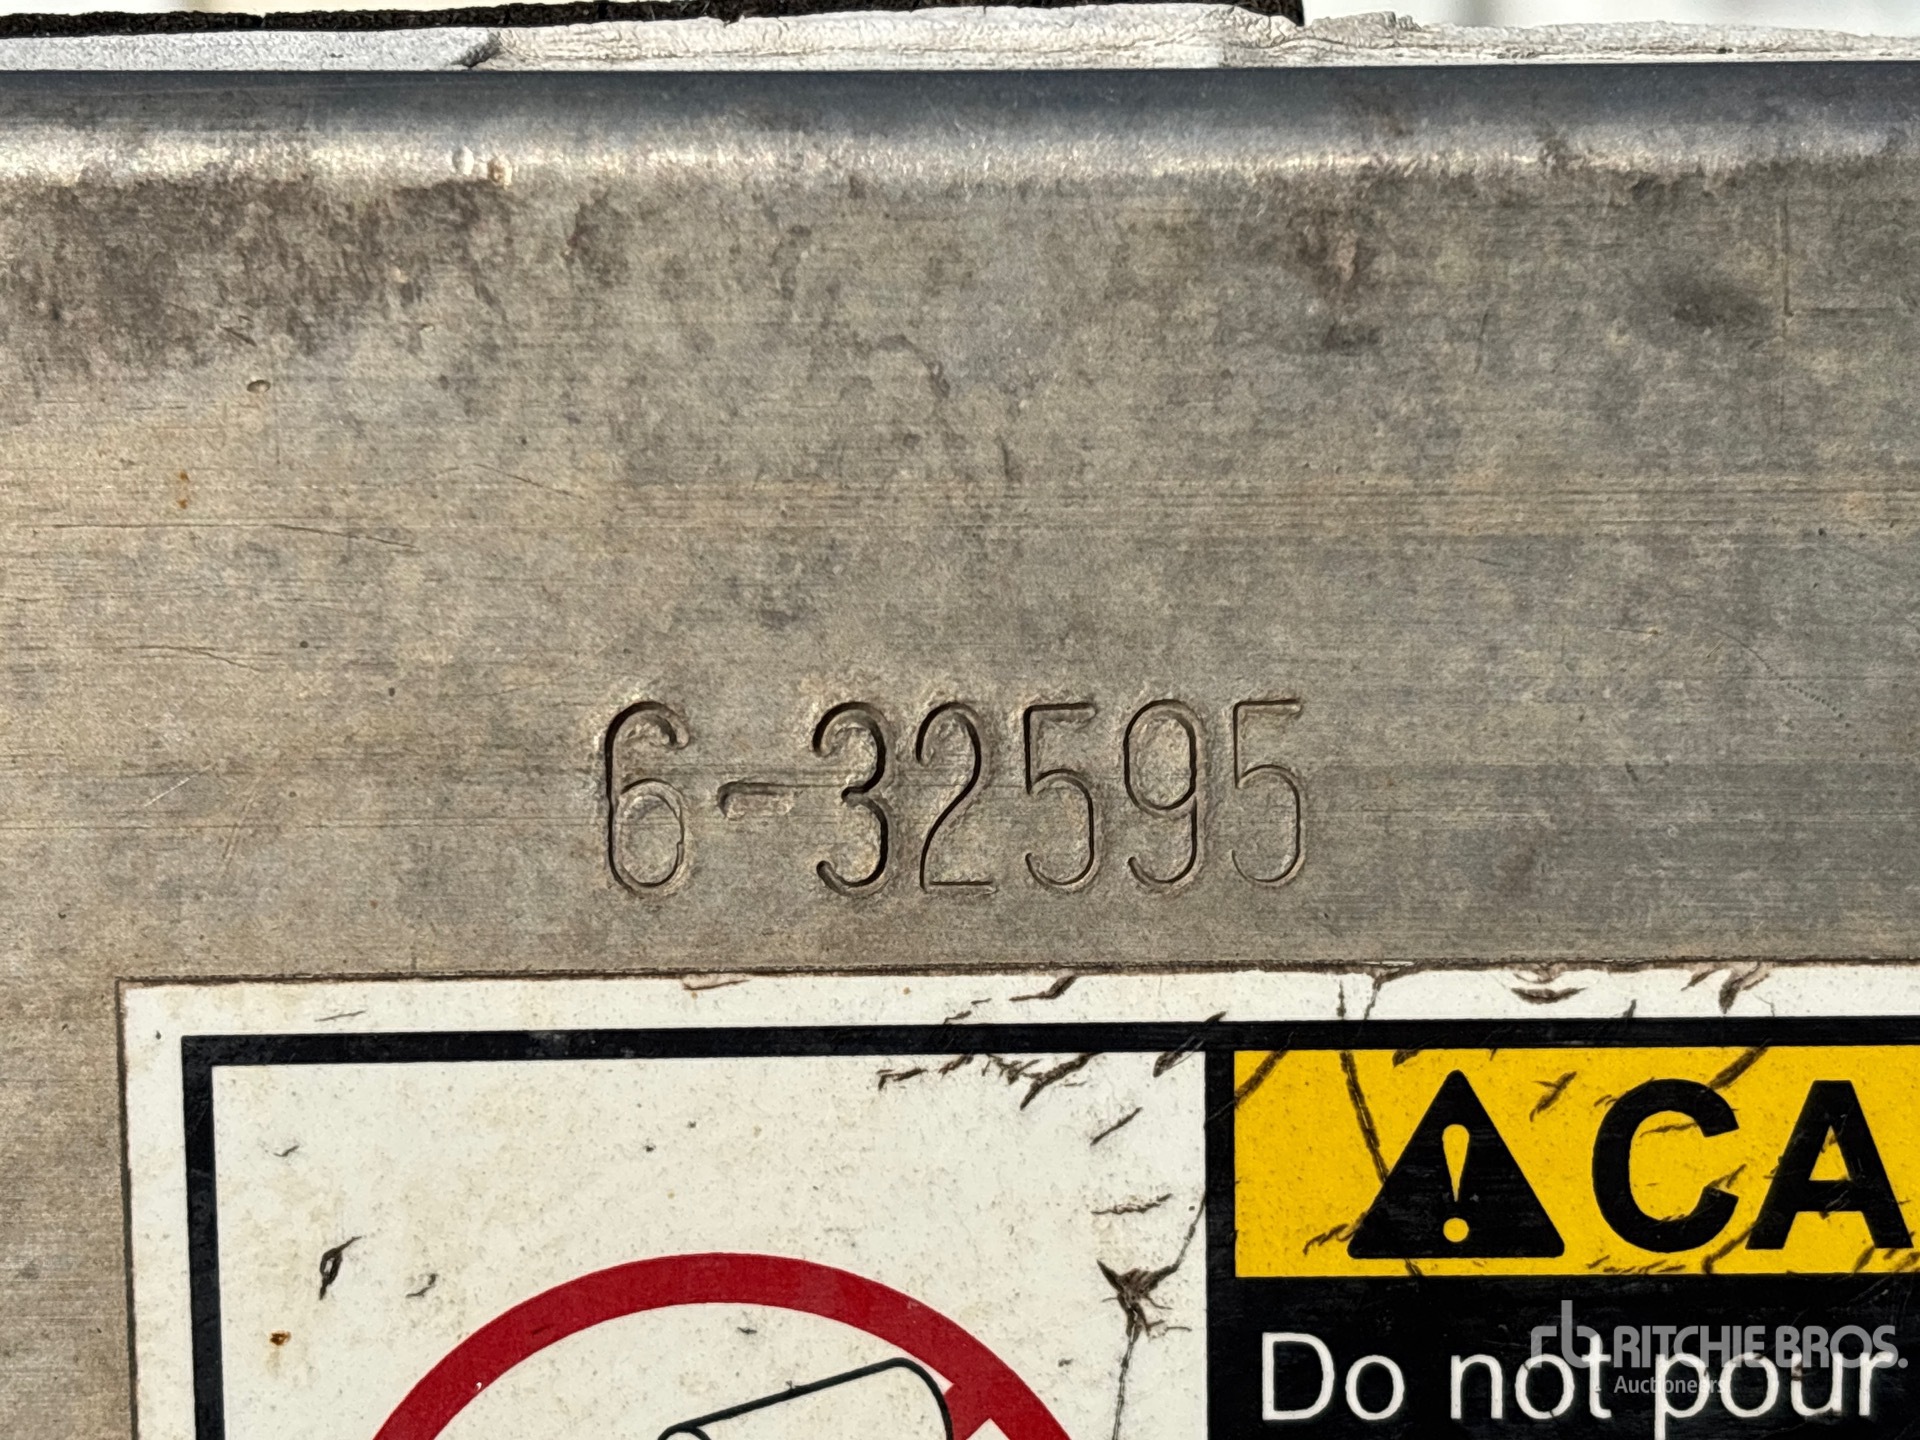 6-32595
CA
Do not pour
RITCHIE BROS.
Auctioneers